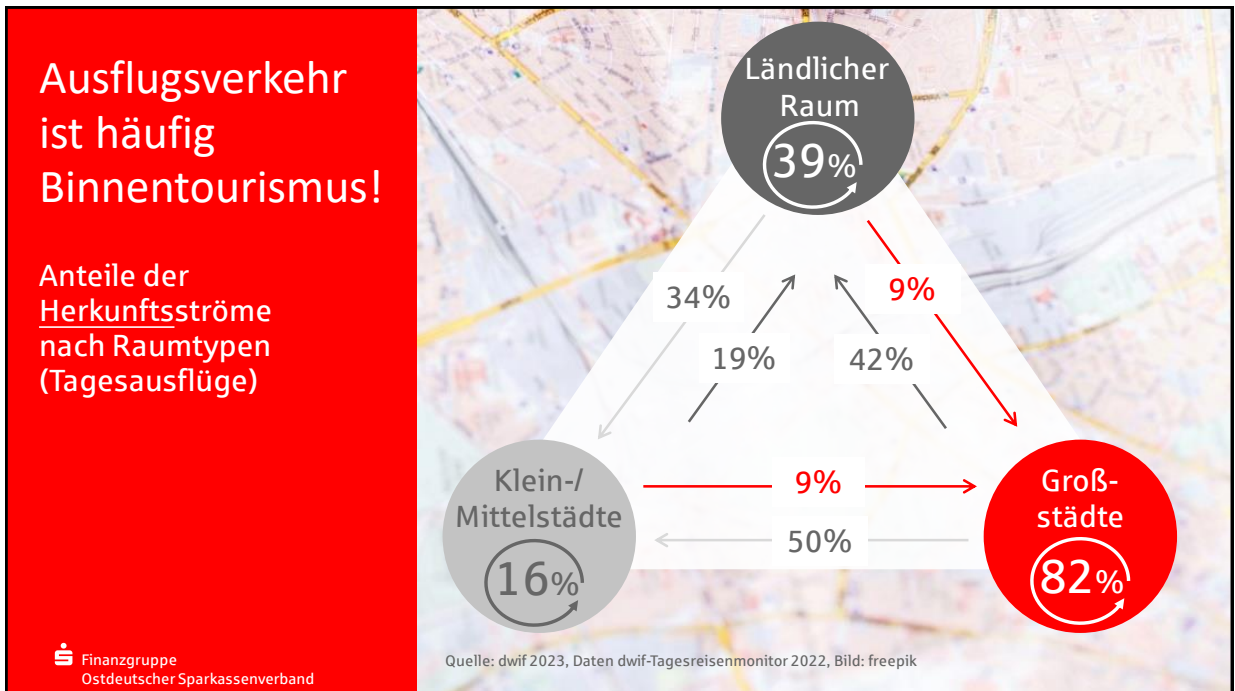 Ausflugsverkehr
ist häufig
Binnentourismus!
Anteile der
Herkunftsströme
nach Raumtypen
(Tagesausflüge)
Finanzgruppe
Ostdeutscher Sparkassenverband
Ländlicher
Raum
39%
34%
9%
19%
42%
Klein-/
Mittelstädte
16%
9%
50%
Groß-
städte
82%
Quelle: dwif 2023, Daten dwif-Tagesreisenmonitor 2022, Bild: freepik